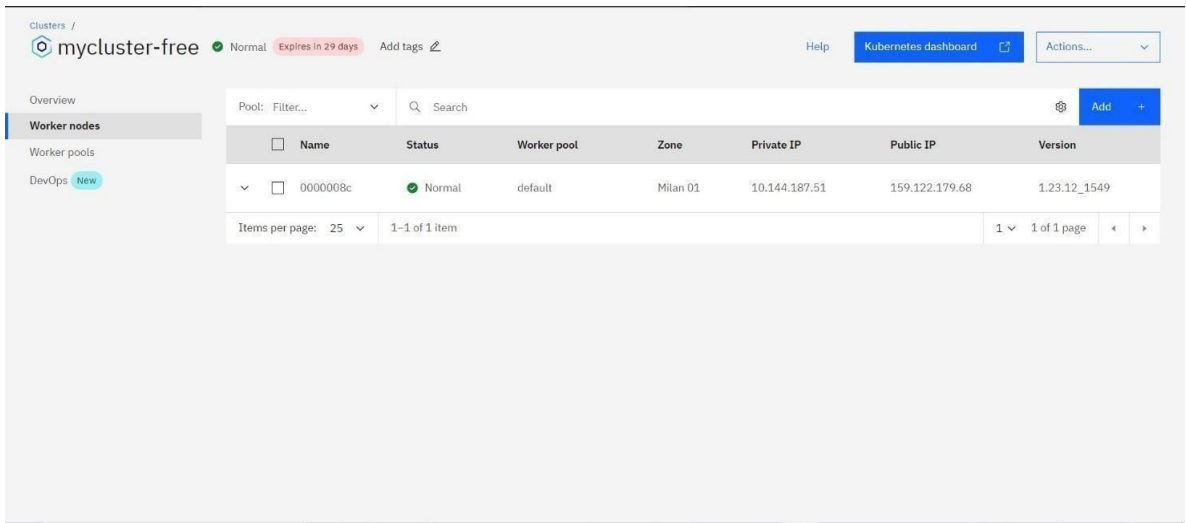 Clusters /
mycluster-free Normal Expires in 29 days Add tags Help Kubernetes dashboard Actions...
Overview
Worker nodes
Worker pools
DevOps New
Pool: Filter... Search Add +
Name Status Worker pool Zone Private IP Public IP Version
0000008c Normal default Milan 01 10.144.187.51 159.122.179.68 1.23.12_1549
Items per page: 25 1–1 of 1 item 1 1 of 1 page